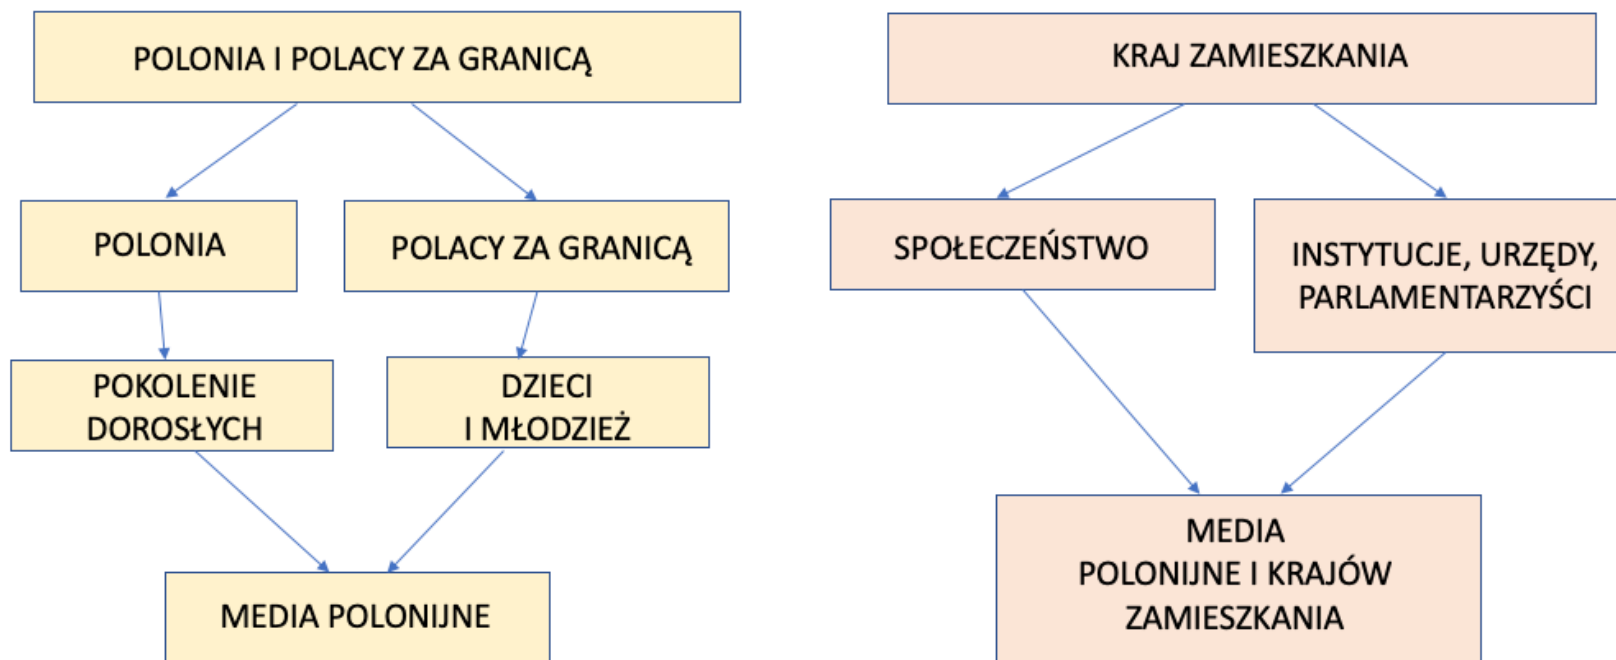 POLONIA I POLACY ZA GRANICĄ
KRAJ ZAMIESZKANIA
POLONIA
POLACY ZA GRANICĄ
SPOŁECZEŃSTWO
INSTYTUCJE, URZĘDY,
PARLAMENTARZYŚCI
POKOLENIE
DOROSŁYCH
DZIECI
I MŁODZIEŻ
MEDIA POLONIJNE
MEDIA
POLONIJNE I KRAJÓW
ZAMIESZKANIA